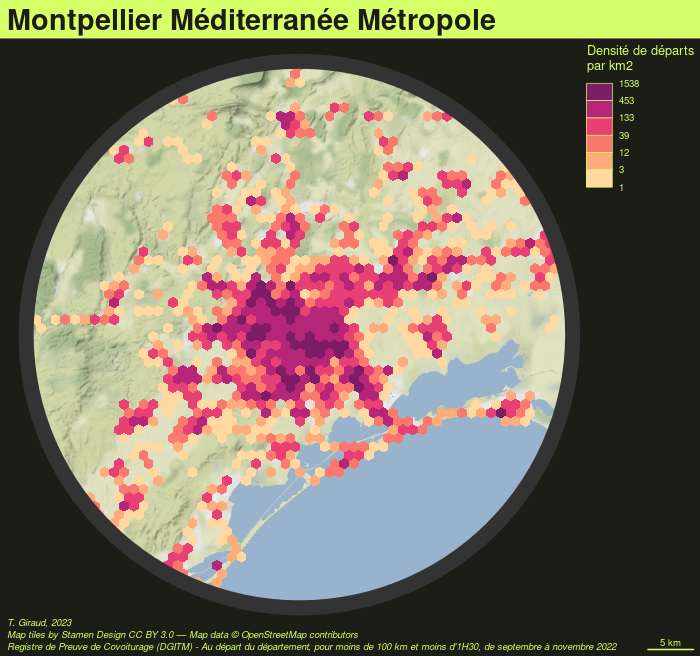 Montpellier Méditerranée Métropole
Densité de départs
par km2
1538
453
133
39
12
3
1
T. Giraud, 2023
Map tiles by Stamen Design CC BY 3.0 — Map data © OpenStreetMap contributors
Registre de Preuve de Covoiturage (DGITM) - Au départ du département, pour moins de 100 km et moins d'1H30, de septembre à novembre 2022
5 km